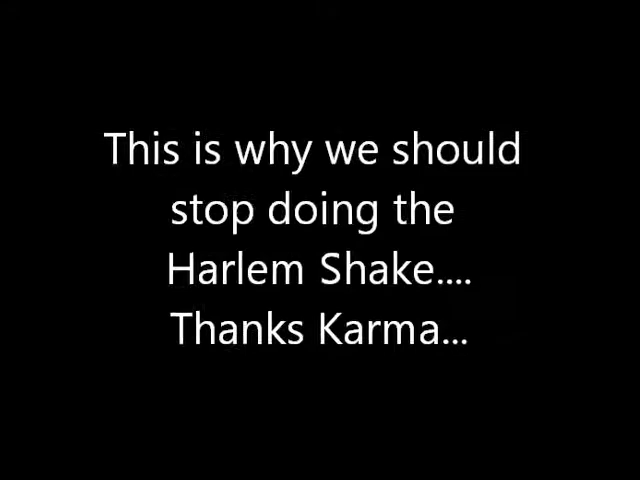 This is why we should
stop doing the
Harlem Shake....
Thanks Karma...